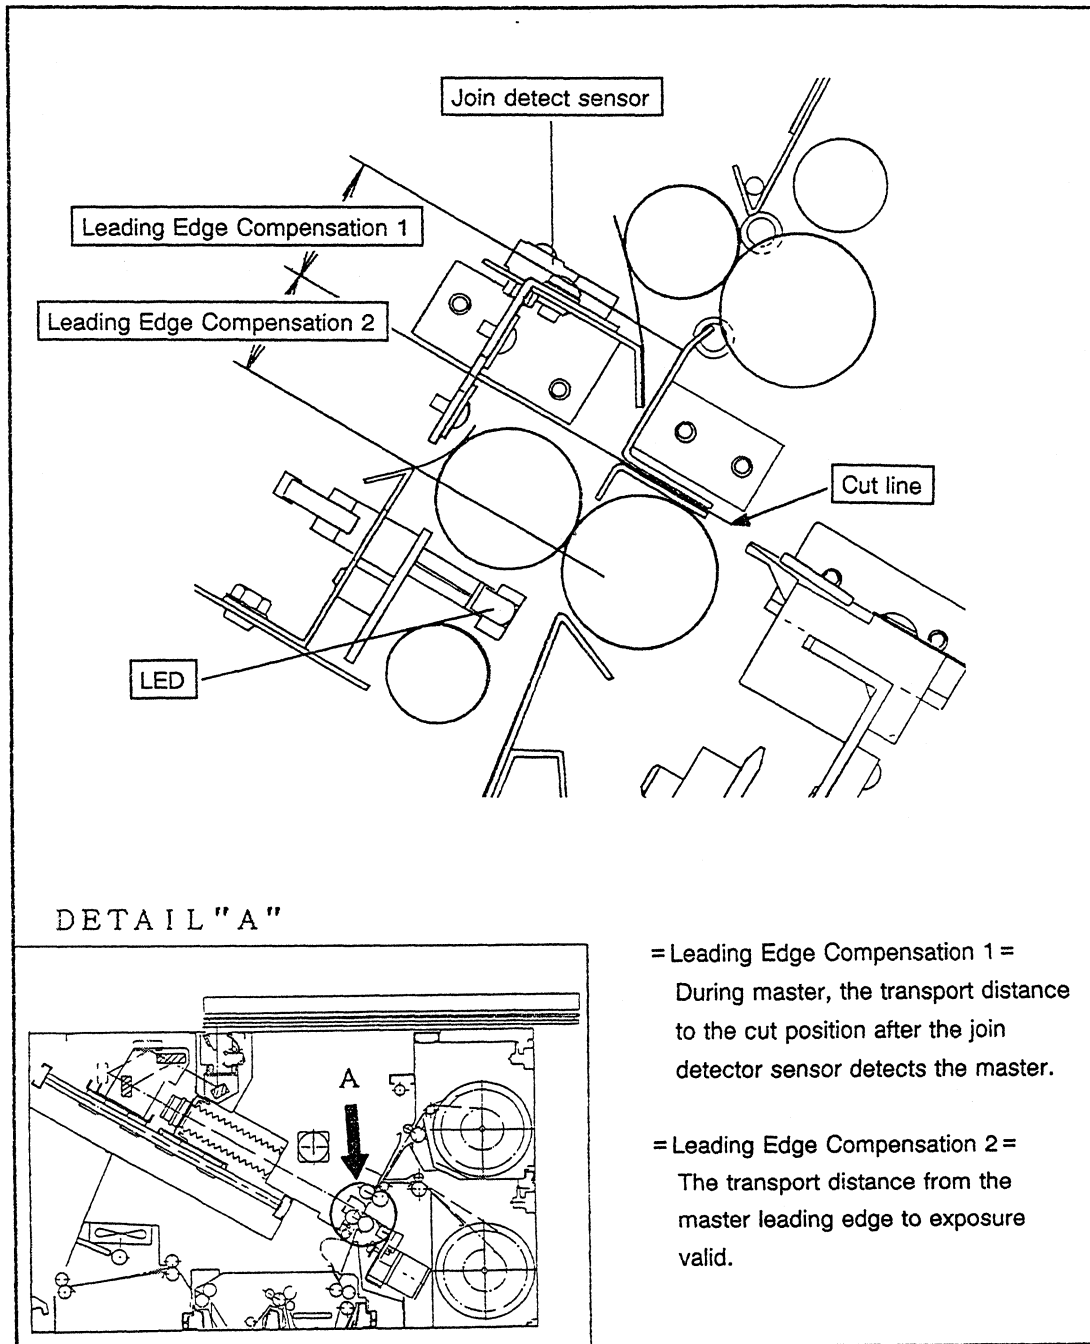 Join detect sensor
Leading Edge Compensation 1
Leading Edge Compensation 2
Cut line
LED
DETAIL "A"
A
=Leading Edge Compensation 1=
During master, the transport distance
to the cut position after the join
detector sensor detects the master.
=Leading Edge Compensation 2=
The transport distance from the
master leading edge to exposure
valid.